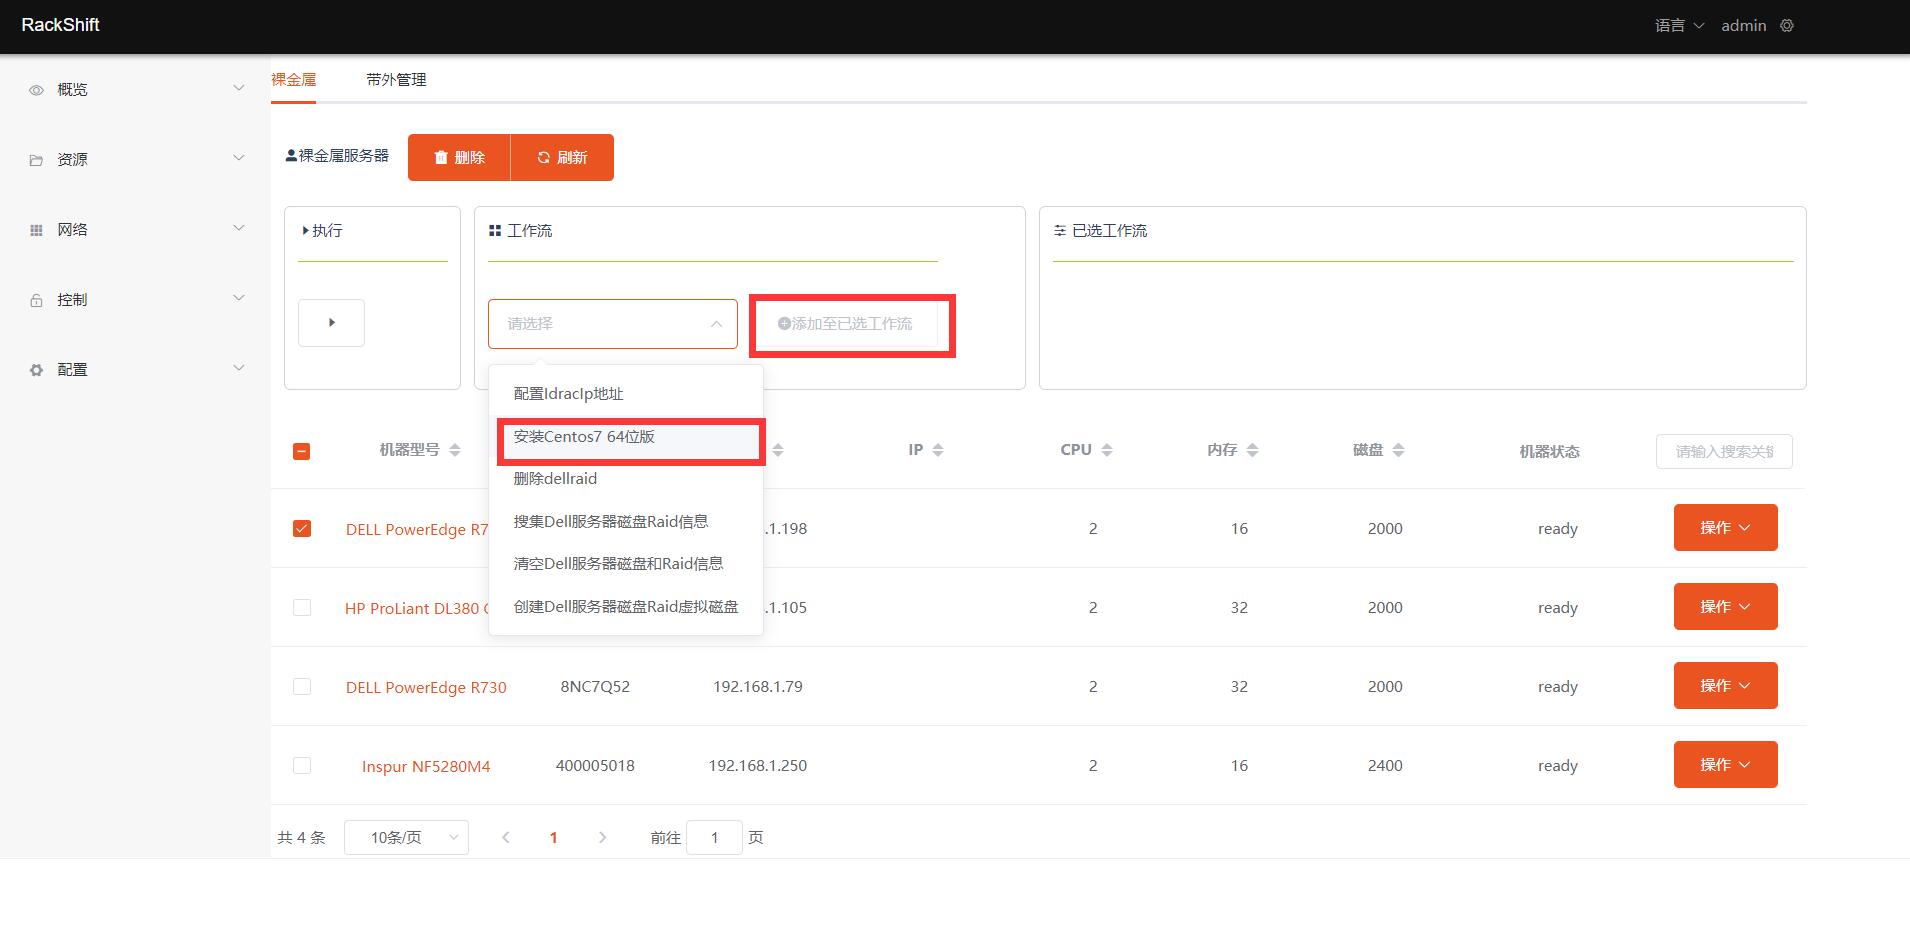 RackShift
语言 admin
概览
资源
网络
控制
配置
裸金属 带外管理
裸金属服务器 删除 刷新
执行
工作流
请选择 添加至已选工作流
已选工作流
配置IdracIp地址
安装Centos7 64位版
删除dellraid
搜集Dell服务器磁盘Raid信息
清空Dell服务器磁盘和Raid信息
创建Dell服务器磁盘Raid虚拟磁盘
机器型号 IP CPU 内存 磁盘 机器状态 请输入搜索关
DELL PowerEdge R7 .1.198 2 16 2000 ready 操作
HP ProLiant DL380 .1.105 2 32 2000 ready 操作
DELL PowerEdge R730 8NC7Q52 192.168.1.79 2 32 2000 ready 操作
Inspur NF5280M4 400005018 192.168.1.250 2 16 2400 ready 操作
共 4 条 10条/页 1 前往 1 页